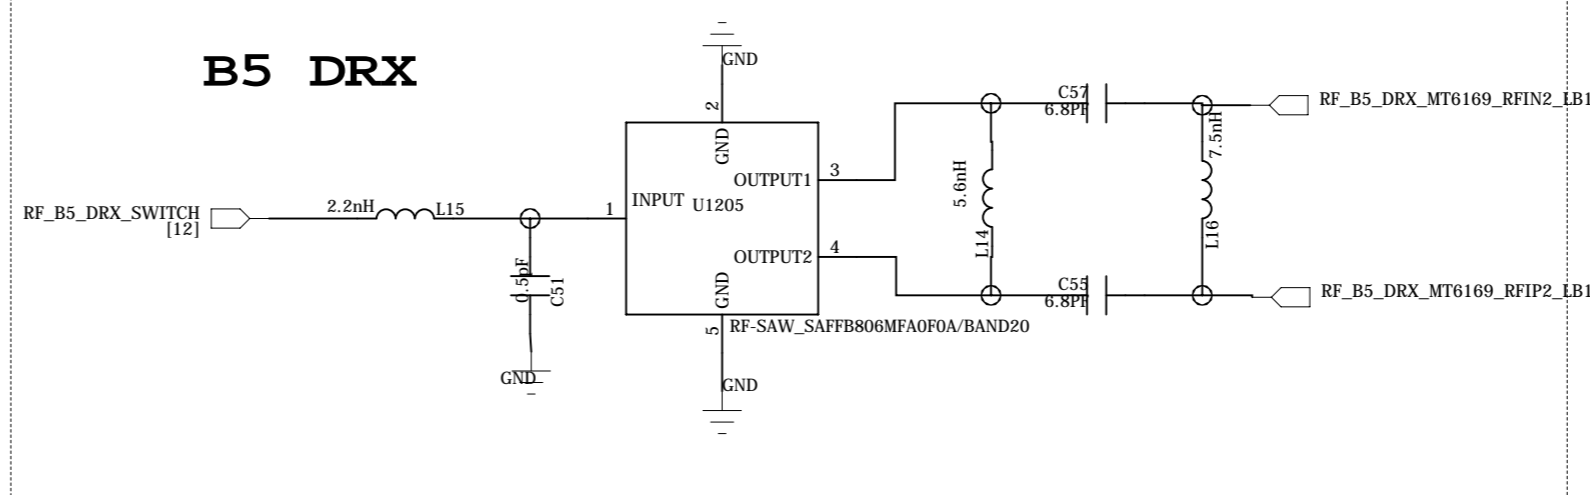 B5 DRX
GND
2
GND
C57
6.8PF
RF_B5_DRX_MT6169_RFIN2_LB1
7.5nH
OUTPUT1
3
5.6nH
INPUT
U1205
1
2.2nH
L15
RF_B5_DRX_SWITCH
[12]
L14
L16
OUTPUT2
4
0.5pF
C51
GND
C55
6.8PF
RF_B5_DRX_MT6169_RFIP2_LB1
5
RF-SAW_SAFFB806MFA0F0A/BAND20
GND
GND